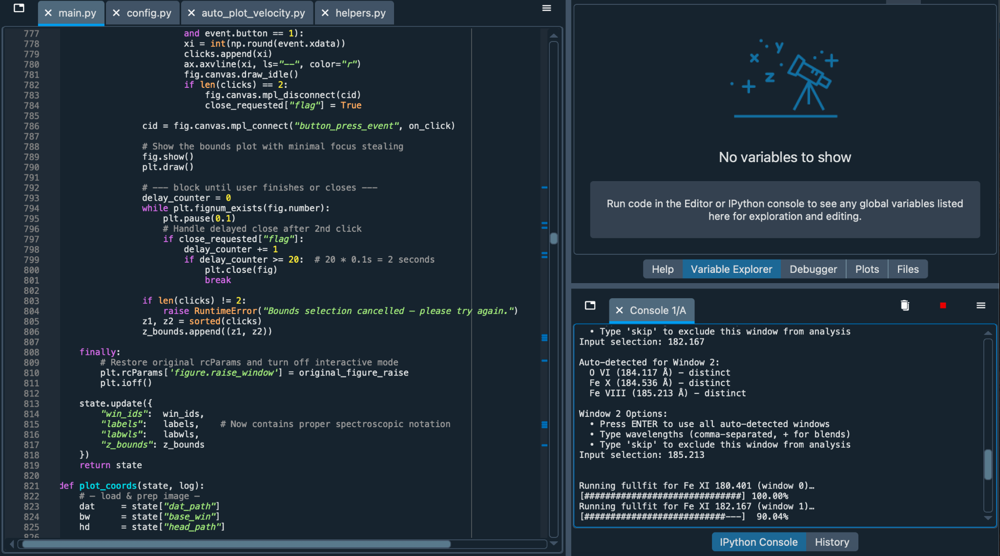 main.py
config.py
auto_plot_velocity.py
helpers.py
777 and event.button == 1):
778 xi = int(np.round(event.xdata))
779 clicks.append(xi)
780 ax.axvline(xi, ls="--", color="r")
781 fig.canvas.draw_idle()
782 if len(clicks) == 2:
783 fig.canvas.mpl_disconnect(cid)
784 close_requested["flag"] = True
785
786 cid = fig.canvas.mpl_connect("button_press_event", on_click)
787
788 # Show the bounds plot with minimal focus stealing
789 fig.show()
790 plt.draw()
791
792 # --- block until user finishes or closes ---
793 delay_counter = 0
794 while plt.fignum_exists(fig.number):
795 plt.pause(0.1)
796 # Handle delayed close after 2nd click
797 if close_requested["flag"]:
798 delay_counter += 1
799 if delay_counter >= 20:  # 20 * 0.1s = 2 seconds
800 plt.close(fig)
801 break
802
803 if len(clicks) != 2:
804 raise RuntimeError("Bounds selection cancelled – please try again.")
805 z1, z2 = sorted(clicks)
806 z_bounds.append((z1, z2))
807
808 finally:
809 # Restore original rcParams and turn off interactive mode
810 plt.rcParams['figure.raise_window'] = original_figure_raise
811 plt.ioff()
812
813 state.update({
814 "win_ids":  win_ids,
815 "labels":   labels,    # Now contains proper spectroscopic notation
816 "labwls":   labwls,
817 "z_bounds": z_bounds
818 })
819 return state
820
821 def plot_coords(state, log):
822 # – load & prep image –
823 dat     = state["dat_path"]
824 bw      = state["base_win"]
825 hd      = state["head_path"]
826
x y z
No variables to show
Run code in the Editor or IPython console to see any global variables listed
here for exploration and editing.
Help
Variable Explorer
Debugger
Plots
Files
Console 1/A
• Type 'skip' to exclude this window from analysis
Input selection: 182.167
Auto-detected for Window 2:
O VI (184.117 Å) – distinct
Fe X (184.536 Å) – distinct
Fe VIII (185.213 Å) – distinct
Window 2 Options:
• Press ENTER to use all auto-detected windows
• Type wavelengths (comma-separated, + for blends)
• Type 'skip' to exclude this window from analysis
Input selection: 185.213
Running fullfit for Fe XI 180.401 (window 0)…
[##############################] 100.00%
Running fullfit for Fe XI 182.167 (window 1)…
[###########################---]  90.04%
IPython Console
History